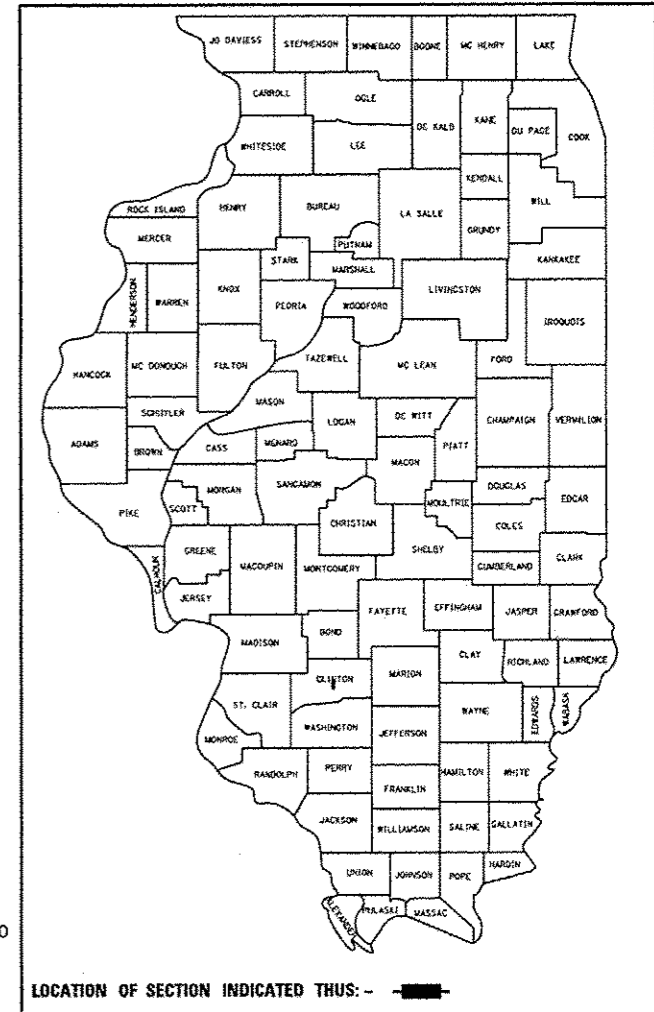 JO DAVIESS STEPHENSON WINNEBAGO BOONE MC HENRY LAKE
CARROLL OGLE DE KALB KANE DU PAGE COOK
WHITESIDE LEE
KENDALL WILL
ROCK ISLAND HENRY BUREAU LA SALLE GRUNDY
MERCER PUTNAM
STARK MARSHALL KANKAKEE
HENDERSON WARREN KNOX PEORIA WOODFORD LIVINGSTON IROQUOIS
HANCOCK MC DONOUGH FULTON TAZEWELL MC LEAN FORD
MASON
SCHUYLER LOGAN DE WITT CHAMPAIGN VERMILION
ADAMS BROWN CASS MENARD MACON PIATT
PIKE SCOTT MORGAN SANGAMON MOULTRIE DOUGLAS EDGAR
CHRISTIAN COLES
CALHOUN GREENE MACOUPIN MONTGOMERY SHELBY CUMBERLAND CLARK
JERSEY FAYETTE EFFINGHAM JASPER CRAWFORD
MADISON BOND CLAY RICHLAND LAWRENCE
CLINTON MARION
ST. CLAIR WAYNE EDWARDS WABASH
MONROE WASHINGTON JEFFERSON
RANDOLPH PERRY HAMILTON WHITE
FRANKLIN
JACKSON WILLIAMSON SALINE GALLATIN
UNION JOHNSON POPE HARDIN
ALEXANDER PULASKI MASSAC
O
LOCATION OF SECTION INDICATED THUS: -